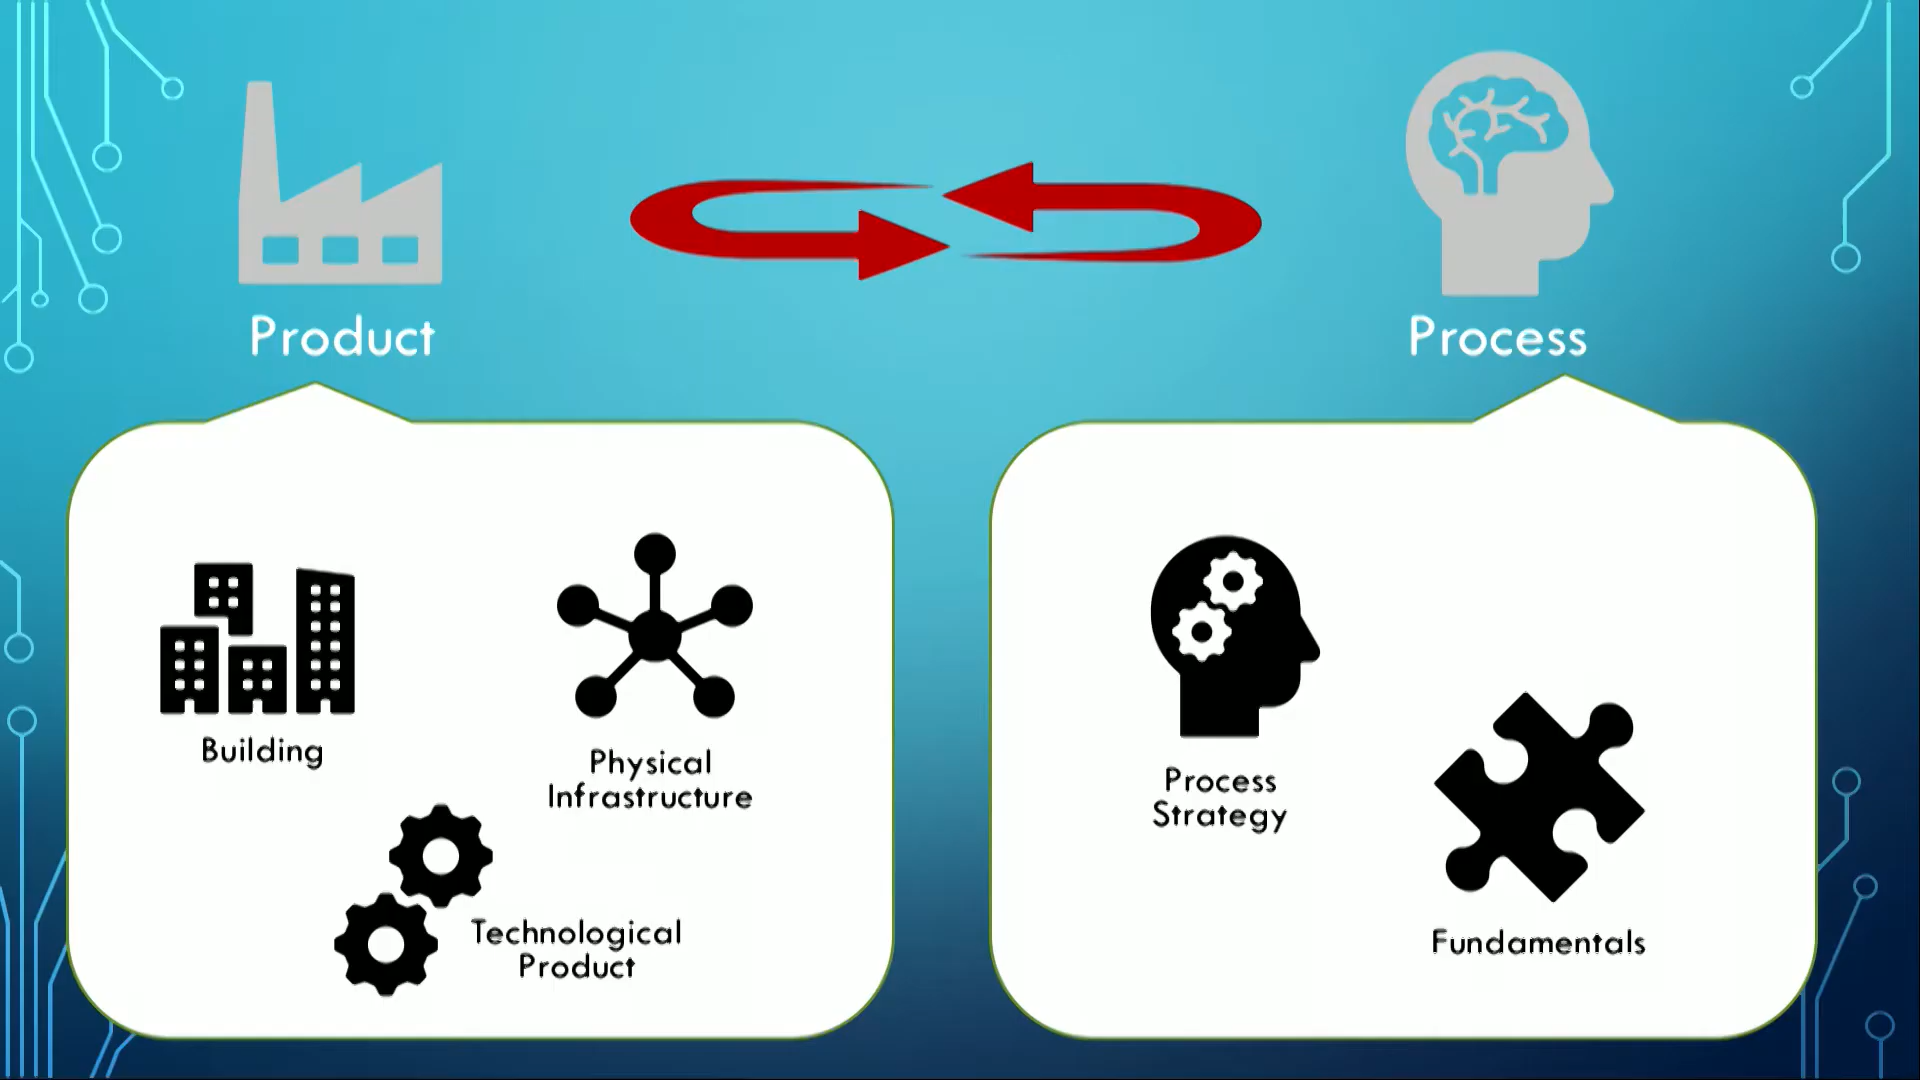 Product
Process
Building
Physical
Infrastructure
Technological
Product
Process
Strategy
Fundamentals